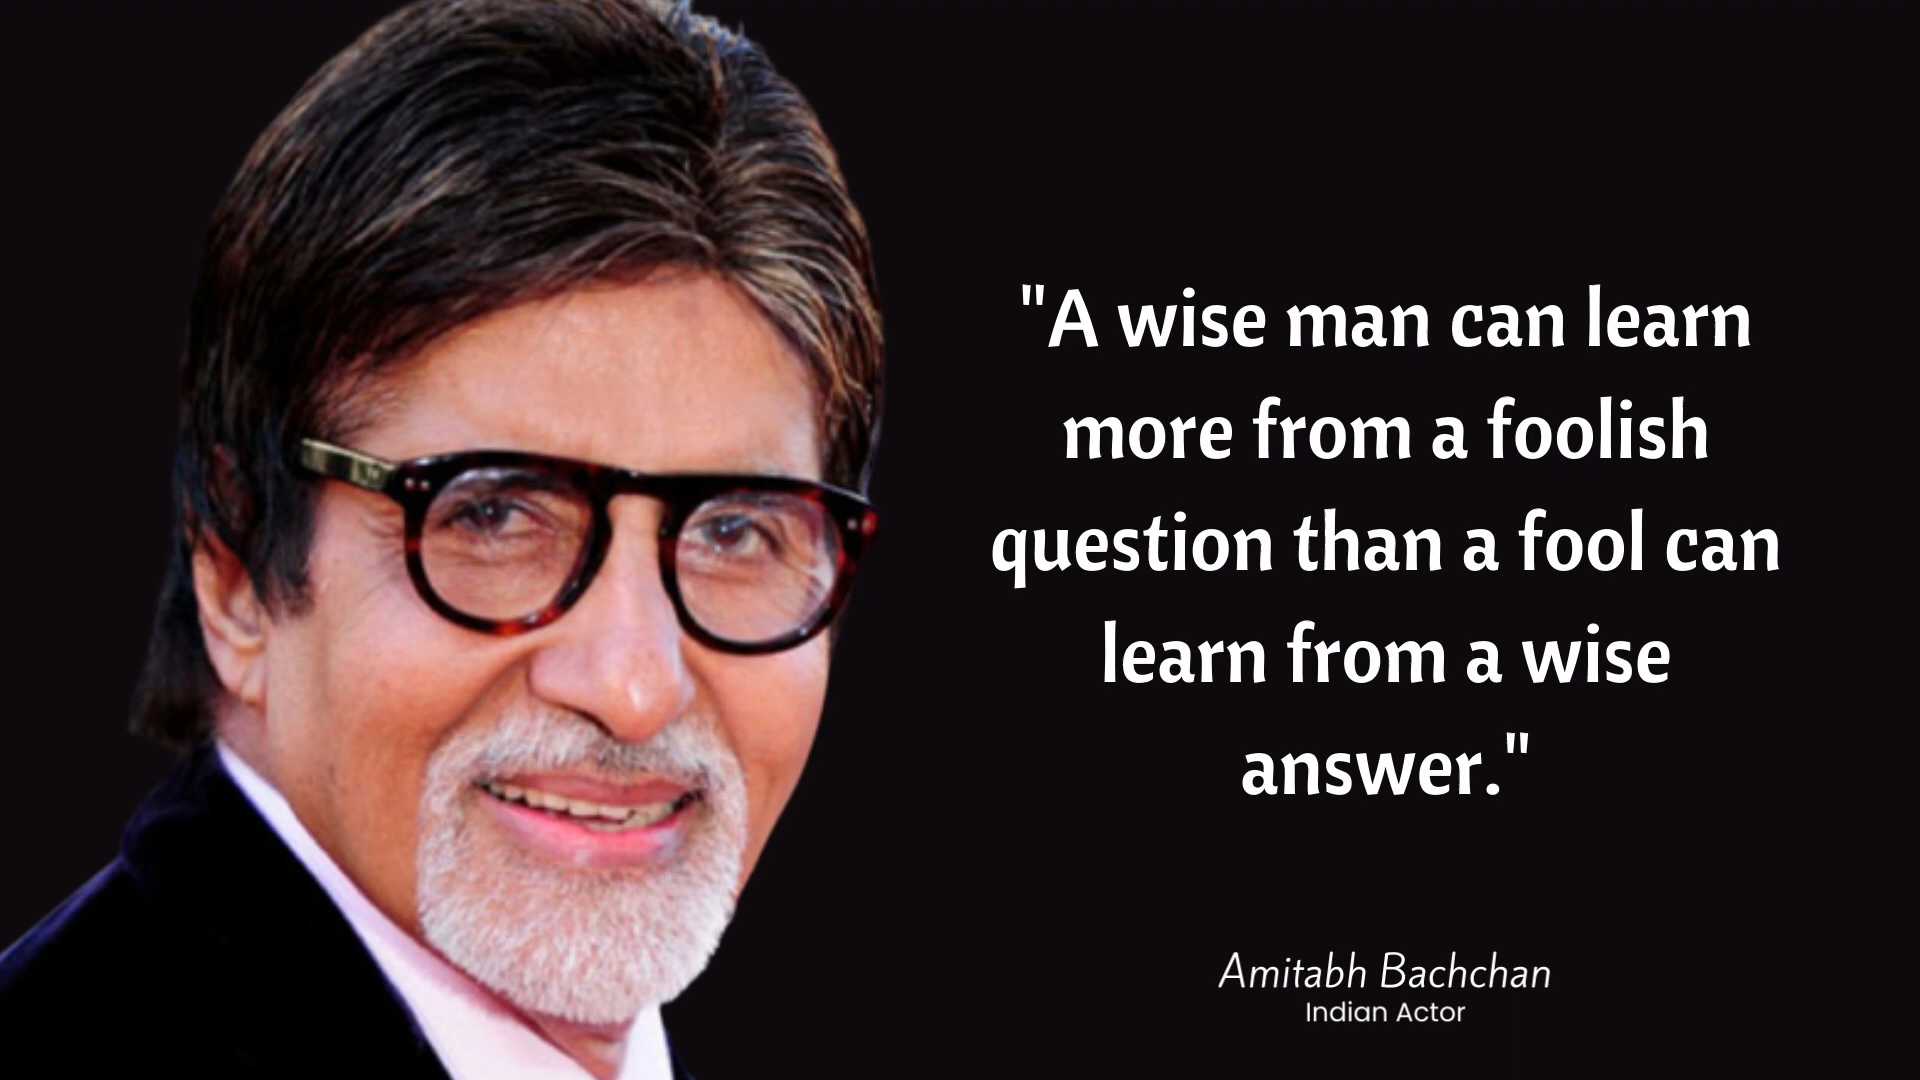 "A wise man can learn
more from a foolish
question than a fool can
learn from a wise
answer."
Amitabh Bachchan
Indian Actor